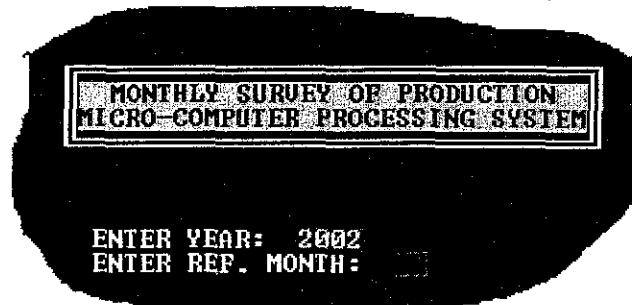 MONTHLY SURVEY OF PRODUCTION
MICRO-COMPUTER PROCESSING SYSTEM
ENTER YEAR: 2002
ENTER REF. MONTH: